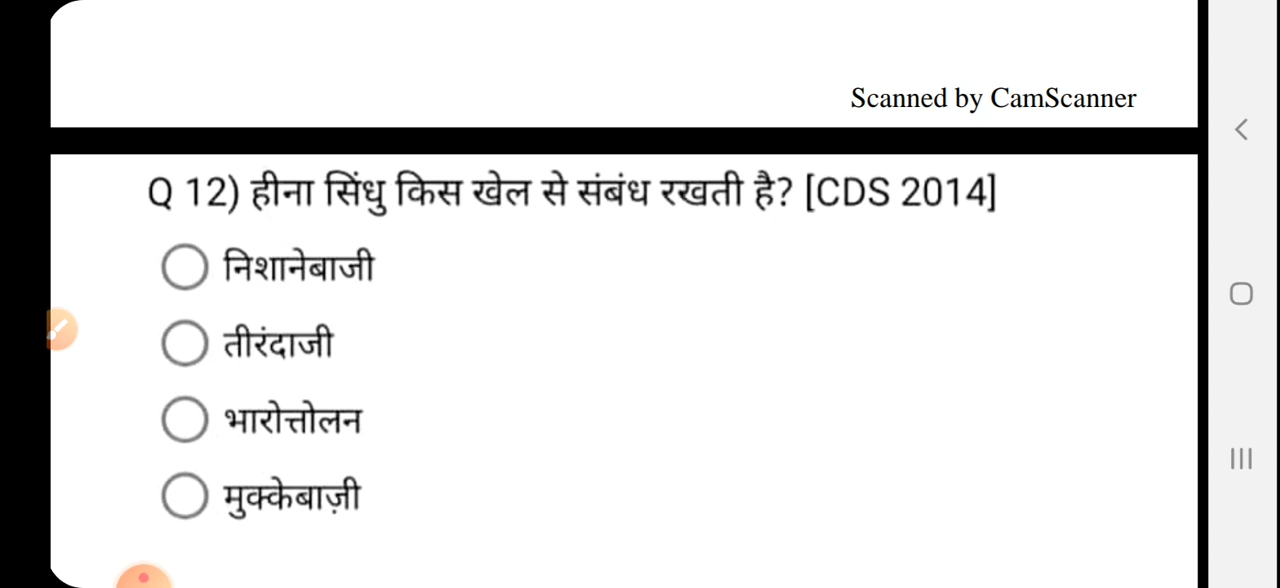 Scanned by CamScanner
Q 12) हीना सिंधु किस खेल से संबंध रखती है? [CDS 2014]
निशानेबाजी
तीरंदाजी
भारोत्तोलन
मुक्केबाज़ी